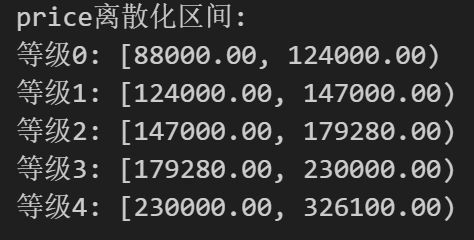 price离散化区间:
等级0: [88000.00, 124000.00)
等级1: [124000.00, 147000.00)
等级2: [147000.00, 179280.00)
等级3: [179280.00, 230000.00)
等级4: [230000.00, 326100.00)